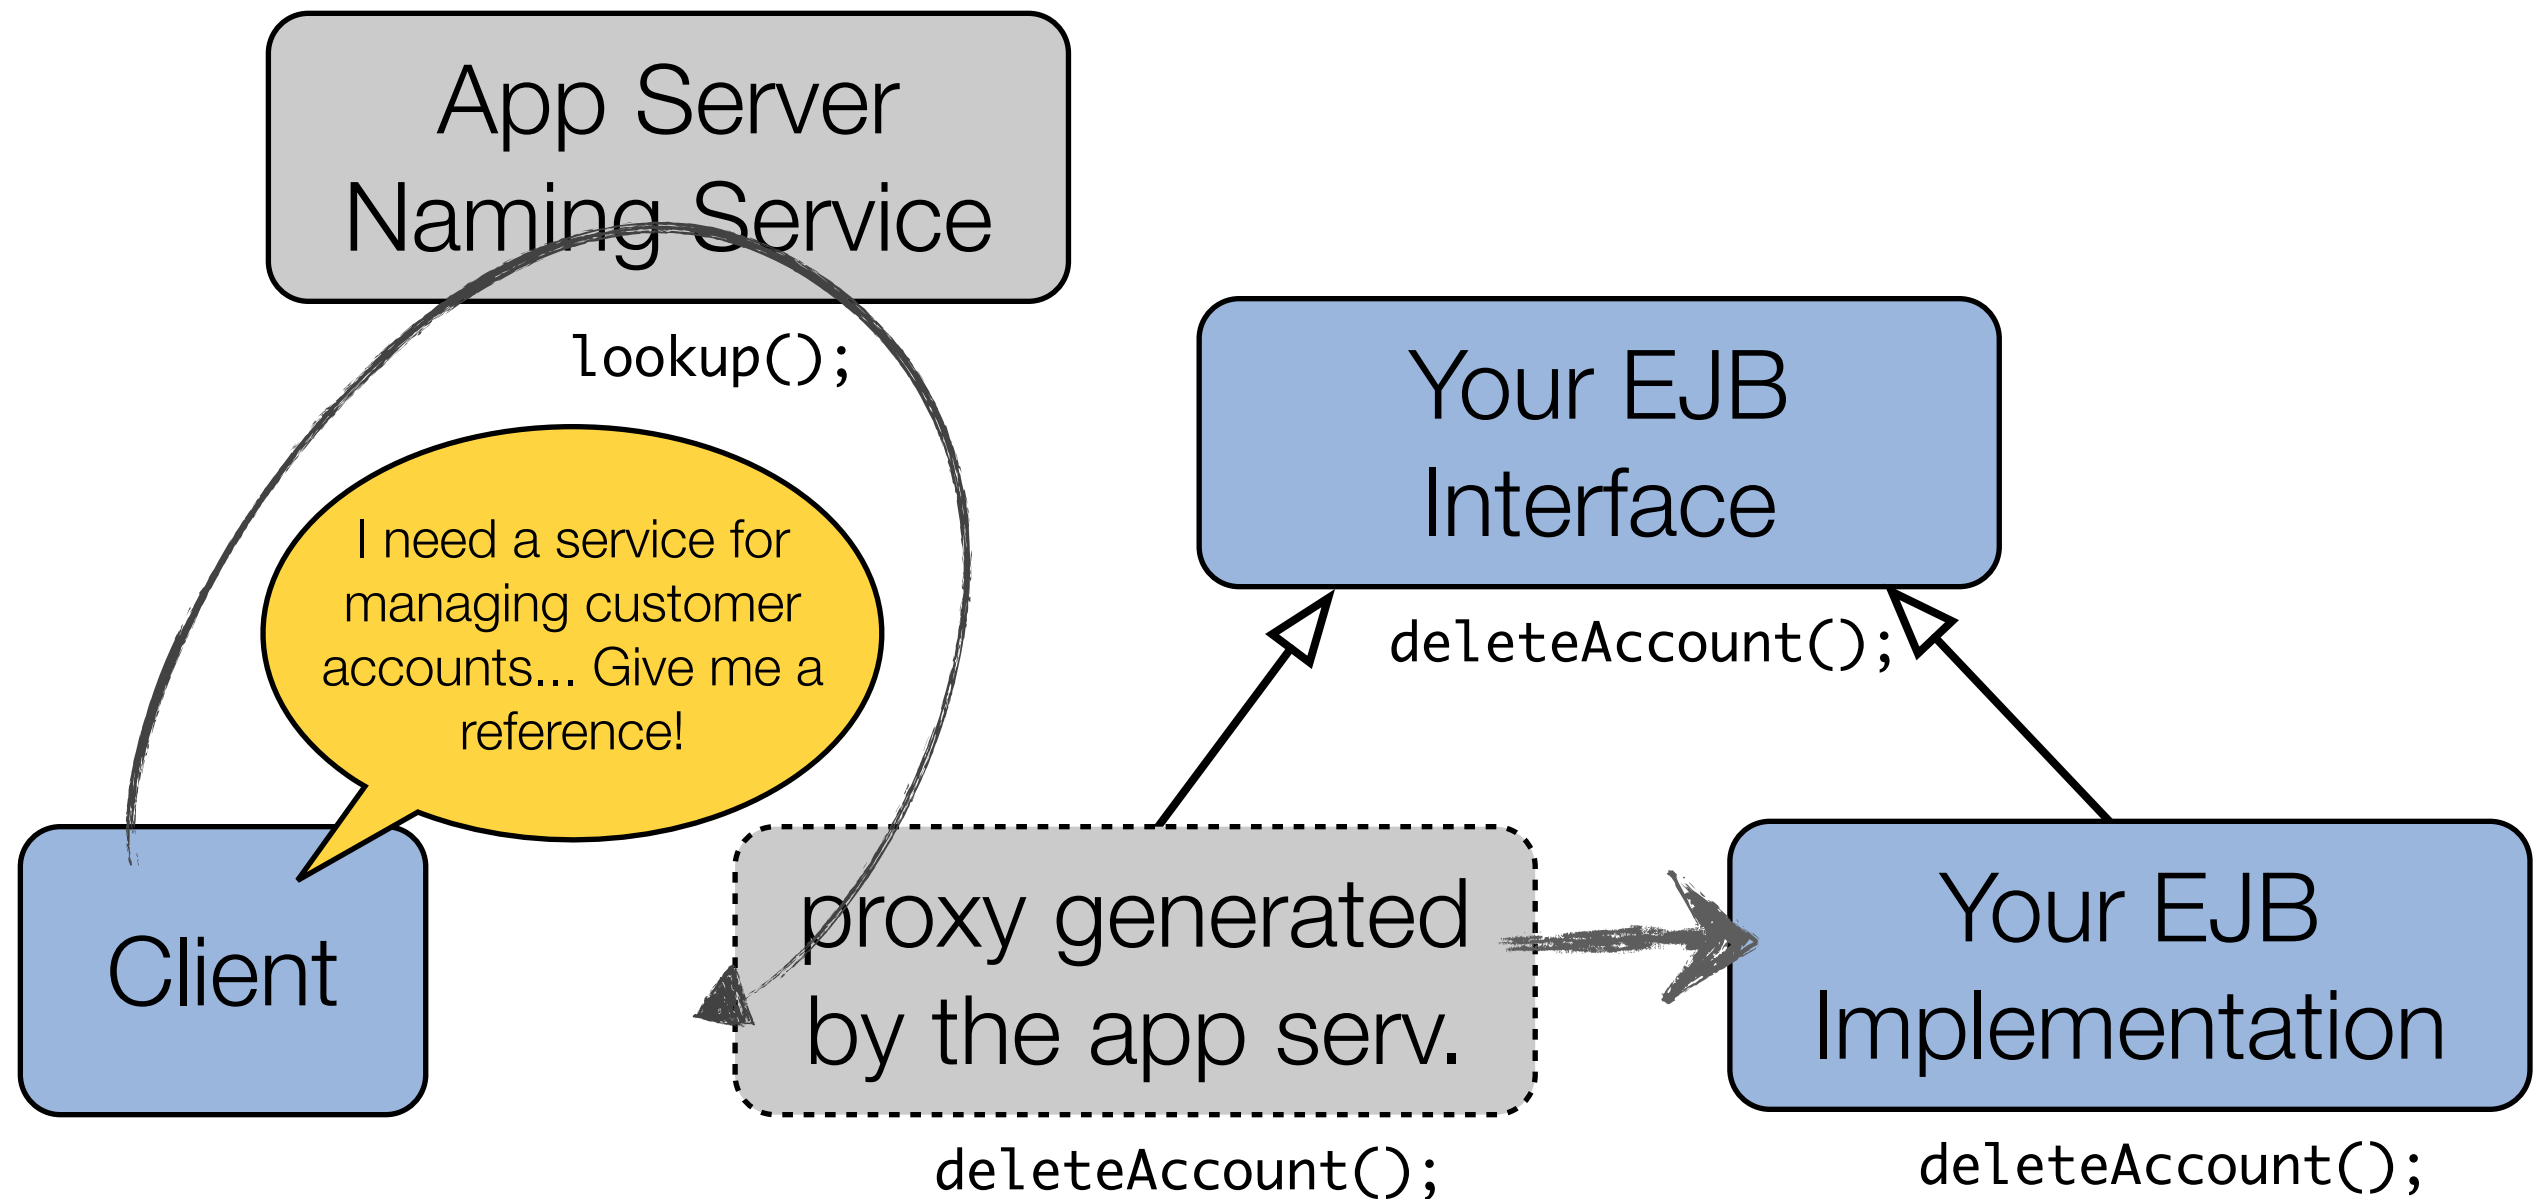 App Server
Naming Service
lookup();
Your EJB
Interface
deleteAccount();
I need a service for
managing customer
accounts... Give me a
reference!
Client
proxy generated
by the app serv.
deleteAccount();
Your EJB
Implementation
deleteAccount();